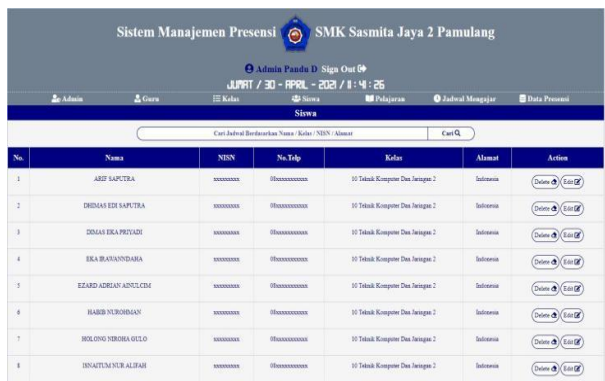 Sistem Manajemen Presensi SMK Sasmita Jaya 2 Pamulang
Admin Pandu D Sign Out
JUMAT / 30 - APRIL - 2021 / 11 : 41 : 26
Admin Guru Kelas Siswa Pelajaran Jadwal Mengajar Data Presensi
Siswa
Cari Jadwal Berdasarkan Nama / Kelas / NISN / Alamat Cari
No. Nama NISN No.Telp Kelas Alamat Action
1 ARIF SAPUTRA xxxxxxxxxx 08xxxxxxxxxxx 10 Teknik Komputer Dan Jaringan 2 Indonesia Delete Edit
2 DHIMAS EDI SAPUTRA xxxxxxxxxx 08xxxxxxxxxxx 10 Teknik Komputer Dan Jaringan 2 Indonesia Delete Edit
3 DIMAS EKA PRIYADI xxxxxxxxxx 08xxxxxxxxxxx 10 Teknik Komputer Dan Jaringan 2 Indonesia Delete Edit
4 EKA IRAWANNDAHA xxxxxxxxxx 08xxxxxxxxxxx 10 Teknik Komputer Dan Jaringan 2 Indonesia Delete Edit
5 EZARD ADRIAN AINULCIM xxxxxxxxxx 08xxxxxxxxxxx 10 Teknik Komputer Dan Jaringan 2 Indonesia Delete Edit
6 HABIB NUROHMAN xxxxxxxxxx 08xxxxxxxxxxx 10 Teknik Komputer Dan Jaringan 2 Indonesia Delete Edit
7 HOLONG NIROHA GULO xxxxxxxxxx 08xxxxxxxxxxx 10 Teknik Komputer Dan Jaringan 2 Indonesia Delete Edit
8 ISNAITUM NUR ALIFAH xxxxxxxxxx 08xxxxxxxxxxx 10 Teknik Komputer Dan Jaringan 2 Indonesia Delete Edit